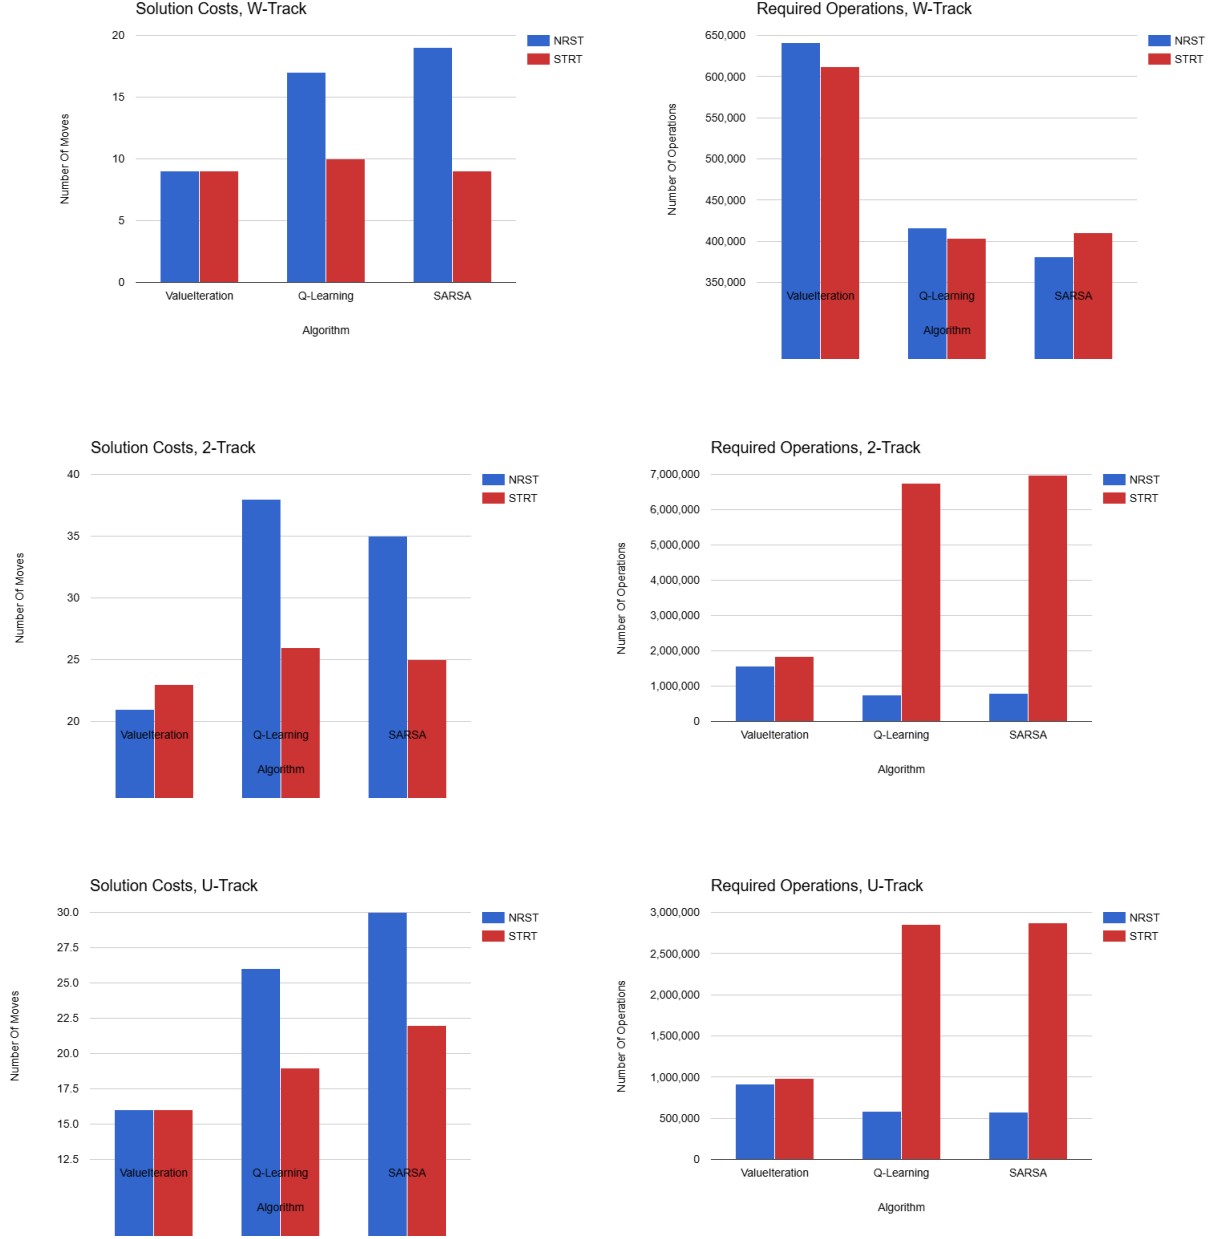 Solution Costs, W-Track
20
15
10
5
0
Number Of Moves
ValueIteration Q-Learning SARSA
Algorithm
NRST
STRT
Required Operations, W-Track
650,000
600,000
550,000
500,000
450,000
400,000
350,000
Number Of Operations
ValueIteration Q-Learning SARSA
Algorithm
NRST
STRT
Solution Costs, 2-Track
40
35
30
25
20
Number Of Moves
ValueIteration Q-Learning SARSA
Algorithm
NRST
STRT
Required Operations, 2-Track
7,000,000
6,000,000
5,000,000
4,000,000
3,000,000
2,000,000
1,000,000
0
Number Of Operations
ValueIteration Q-Learning SARSA
Algorithm
NRST
STRT
Solution Costs, U-Track
30.0
27.5
25.0
22.5
20.0
17.5
15.0
12.5
Number Of Moves
ValueIteration Q-Learning SARSA
Algorithm
NRST
STRT
Required Operations, U-Track
3,000,000
2,500,000
2,000,000
1,500,000
1,000,000
500,000
0
Number Of Operations
ValueIteration Q-Learning SARSA
Algorithm
NRST
STRT